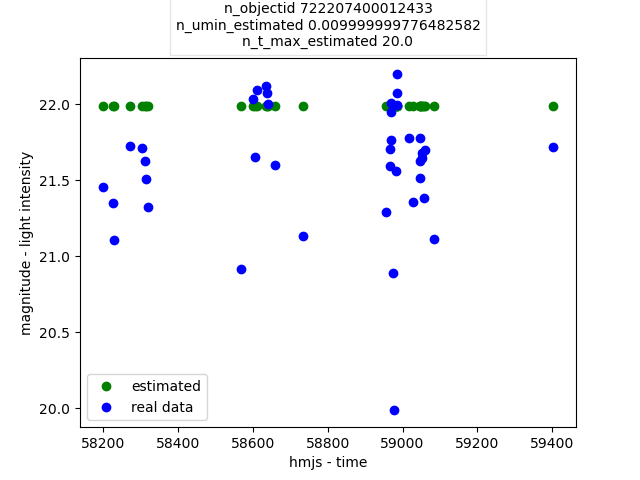 n_objectid 722207400012433
n_umin_estimated 0.009999999776482582
n_t_max_estimated 20.0
magnitude - light intensity
22.0
21.5
21.0
20.5
20.0
estimated
real data
58200 58400 58600 58800 59000 59200 59400
hmjs - time